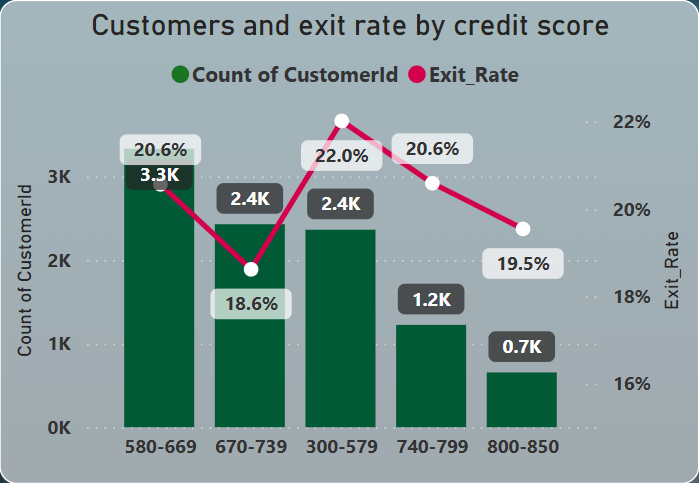 Customers and exit rate by credit score
Count of CustomerId Exit_Rate
22%
20.6%
20.6%
22.0%
3.3K
3K
2.4K
2.4K
20%
Count of CustomerId
Exit_Rate
2K
19.5%
18.6%
1.2K
18%
1K
0.7K
16%
0K
580-669 670-739 300-579 740-799 800-850